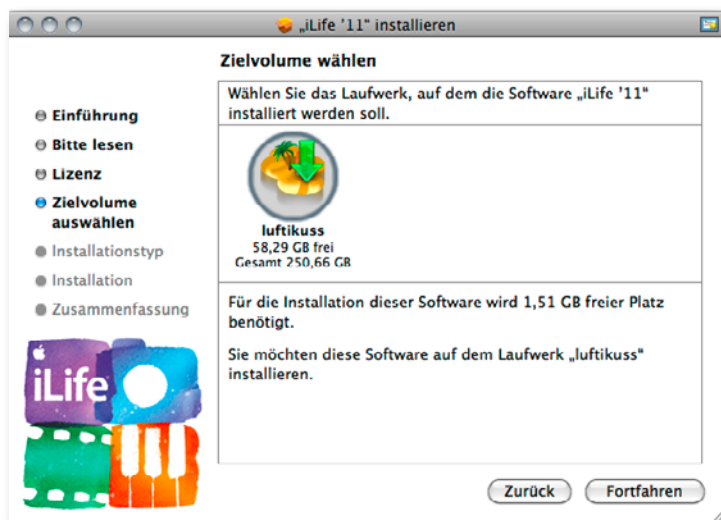 „iLife ’11“ installieren
Zielvolume wählen
Einführung
Bitte lesen
Lizenz
Zielvolume
auswählen
Installationstyp
Installation
Zusammenfassung
iLife
Wählen Sie das Laufwerk, auf dem die Software „iLife ’11“
installiert werden soll.
luftikuss
58,29 GB frei
Gesamt 250,66 GB
Für die Installation dieser Software wird 1,51 GB freier Platz
benötigt.
Sie möchten diese Software auf dem Laufwerk „luftikuss“
installieren.
Zurück
Fortfahren